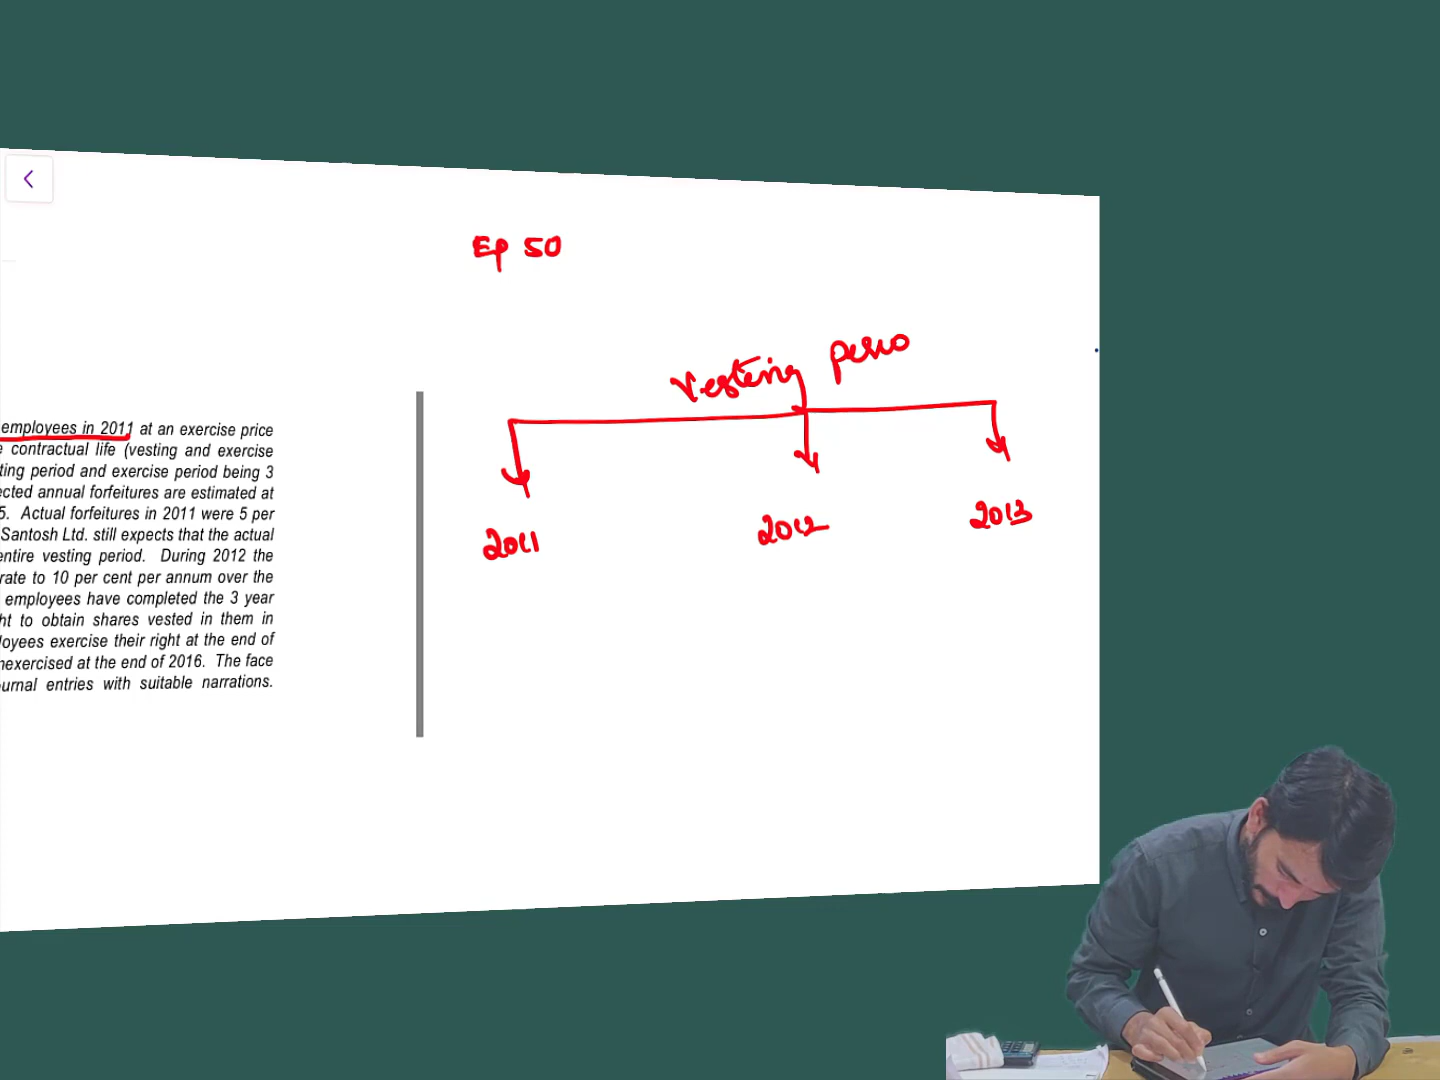 Ep 50
Vesting perio
2011 2012 2013
employees in 2011 at an exercise price
contractual life (vesting and exercise
ting period and exercise period being 3
ected annual forfeitures are estimated at
5. Actual forfeitures in 2011 were 5 per
Santosh Ltd. still expects that the actual
entire vesting period. During 2012 the
rate to 10 per cent per annum over the
employees have completed the 3 year
ht to obtain shares vested in them in
loyees exercise their right at the end of
nexercised at the end of 2016. The face
ournal entries with suitable narrations.